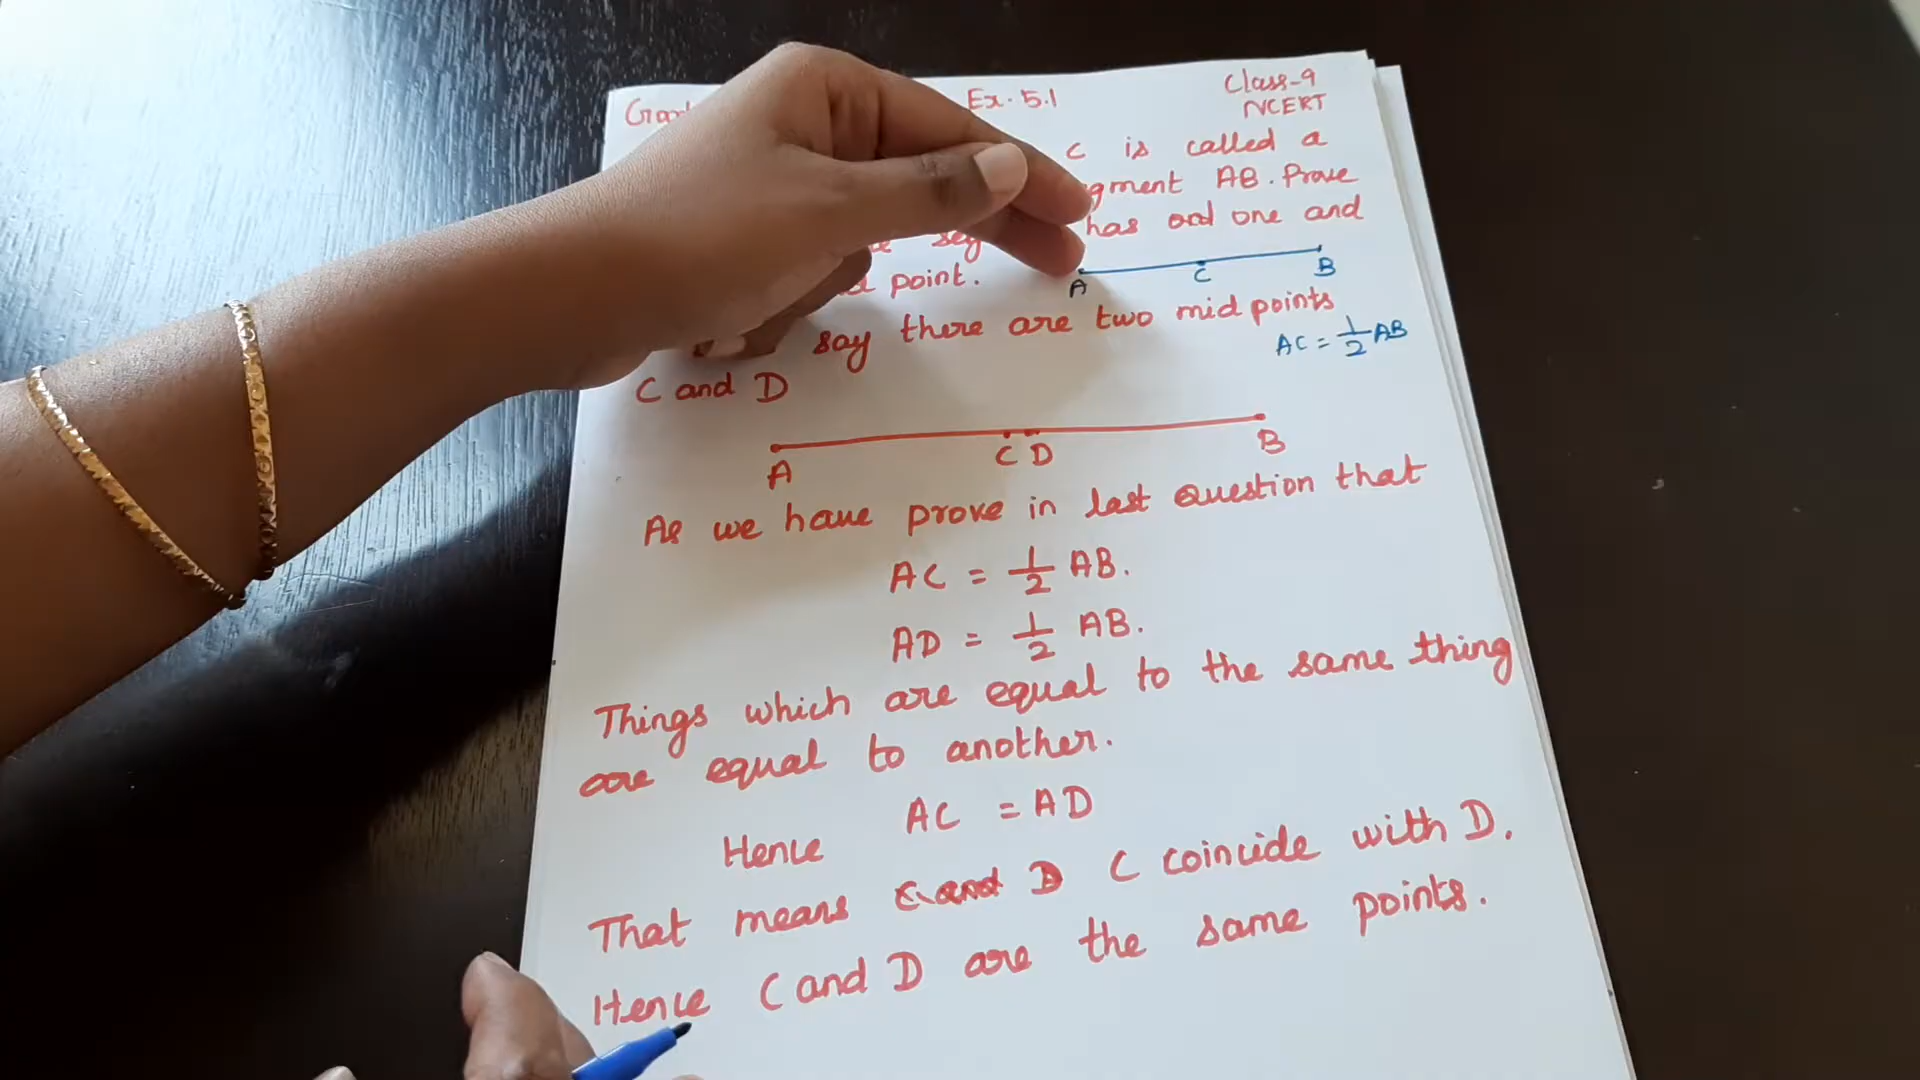 Ex. 5.1
Class-9
NCERT
C is called a
gment AB. Prove
has one and
point.
A C B
say there are two mid points
AC = 1/2 AB
C and D
A C D B
As we have prove in last Question that
AC = 1/2 AB.
AD = 1/2 AB.
Things which are equal to the same thing
are equal to another.
AC = AD
Hence
That means C and D C coincide with D.
Hence C and D are the same points.